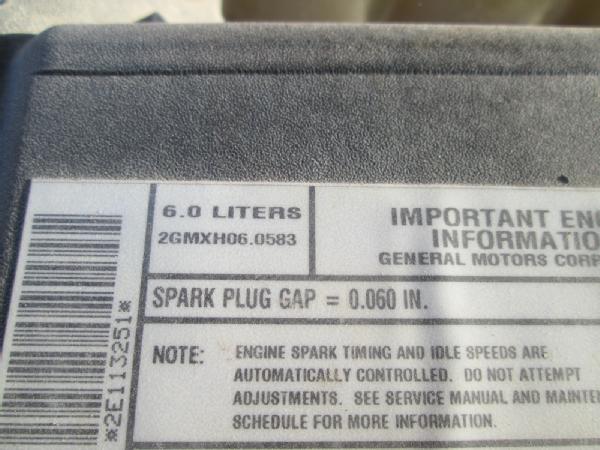 6.0 LITERS
2GMXH06.0583
IMPORTANT EN
INFORMATIO
GENERAL MOTORS CORP
SPARK PLUG GAP = 0.060 IN.
NOTE: ENGINE SPARK TIMING AND IDLE SPEEDS ARE
AUTOMATICALLY CONTROLLED. DO NOT ATTEMPT
ADJUSTMENTS. SEE SERVICE MANUAL AND MAINTEN
SCHEDULE FOR MORE INFORMATION.
*2E113251*